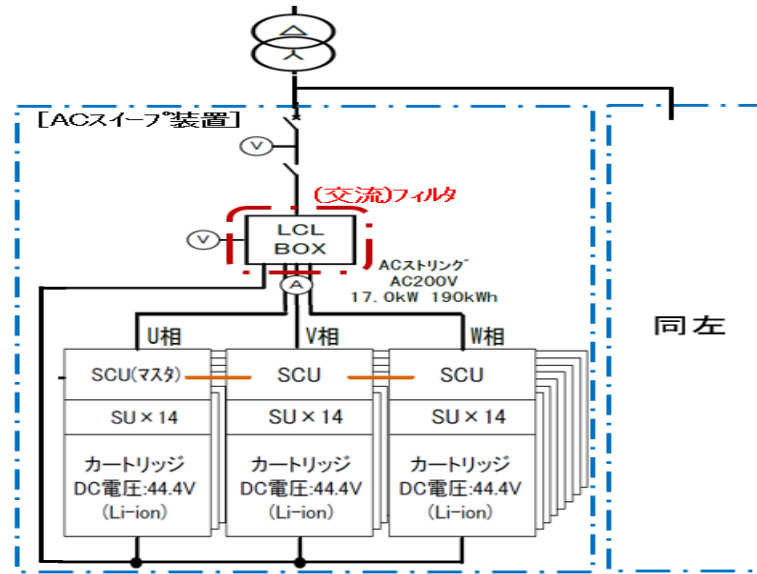 [ACスイープ装置]
V
(交流)フィルタ
LCL
BOX
V
A
ACストリング
AC200V
17.0kW 190kWh
U相
V相
W相
SCU(マスタ)
SCU
SCU
SU×14
SU×14
SU×14
カートリッジ
DC電圧:44.4V
(Li-ion)
カートリッジ
DC電圧:44.4V
(Li-ion)
カートリッジ
DC電圧:44.4V
(Li-ion)
同左